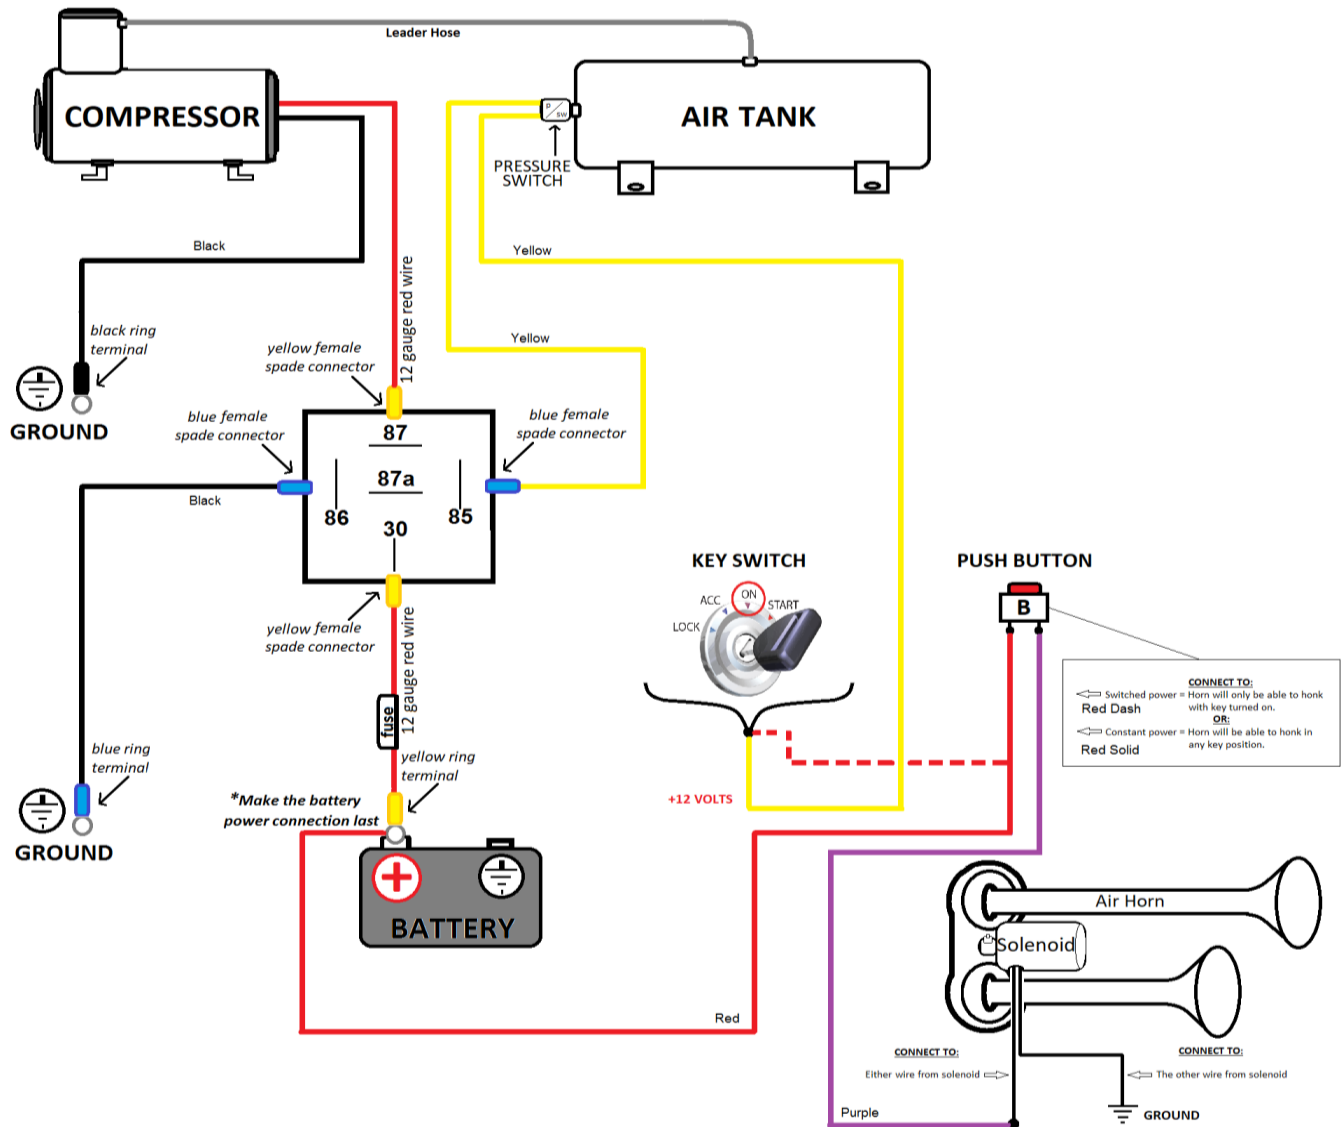 Leader Hose
COMPRESSOR
AIR TANK
P
SW
PRESSURE
SWITCH
Black
Yellow
12 gauge red wire
black ring
terminal
yellow female
spade connector
Yellow
GROUND
blue female
spade connector
blue female
spade connector
87
87a
86
85
30
Black
KEY SWITCH
ACC
ON
START
LOCK
PUSH BUTTON
B
yellow female
spade connector
12 gauge red wire
fuse
CONNECT TO:
Switched power = Horn will only be able to honk
Red Dash with key turned on.
OR:
Constant power = Horn will be able to honk in
Red Solid any key position.
blue ring
terminal
yellow ring
terminal
*Make the battery
power connection last
+12 VOLTS
GROUND
BATTERY
Air Horn
Solenoid
Red
CONNECT TO:
Either wire from solenoid
CONNECT TO:
The other wire from solenoid
Purple
GROUND